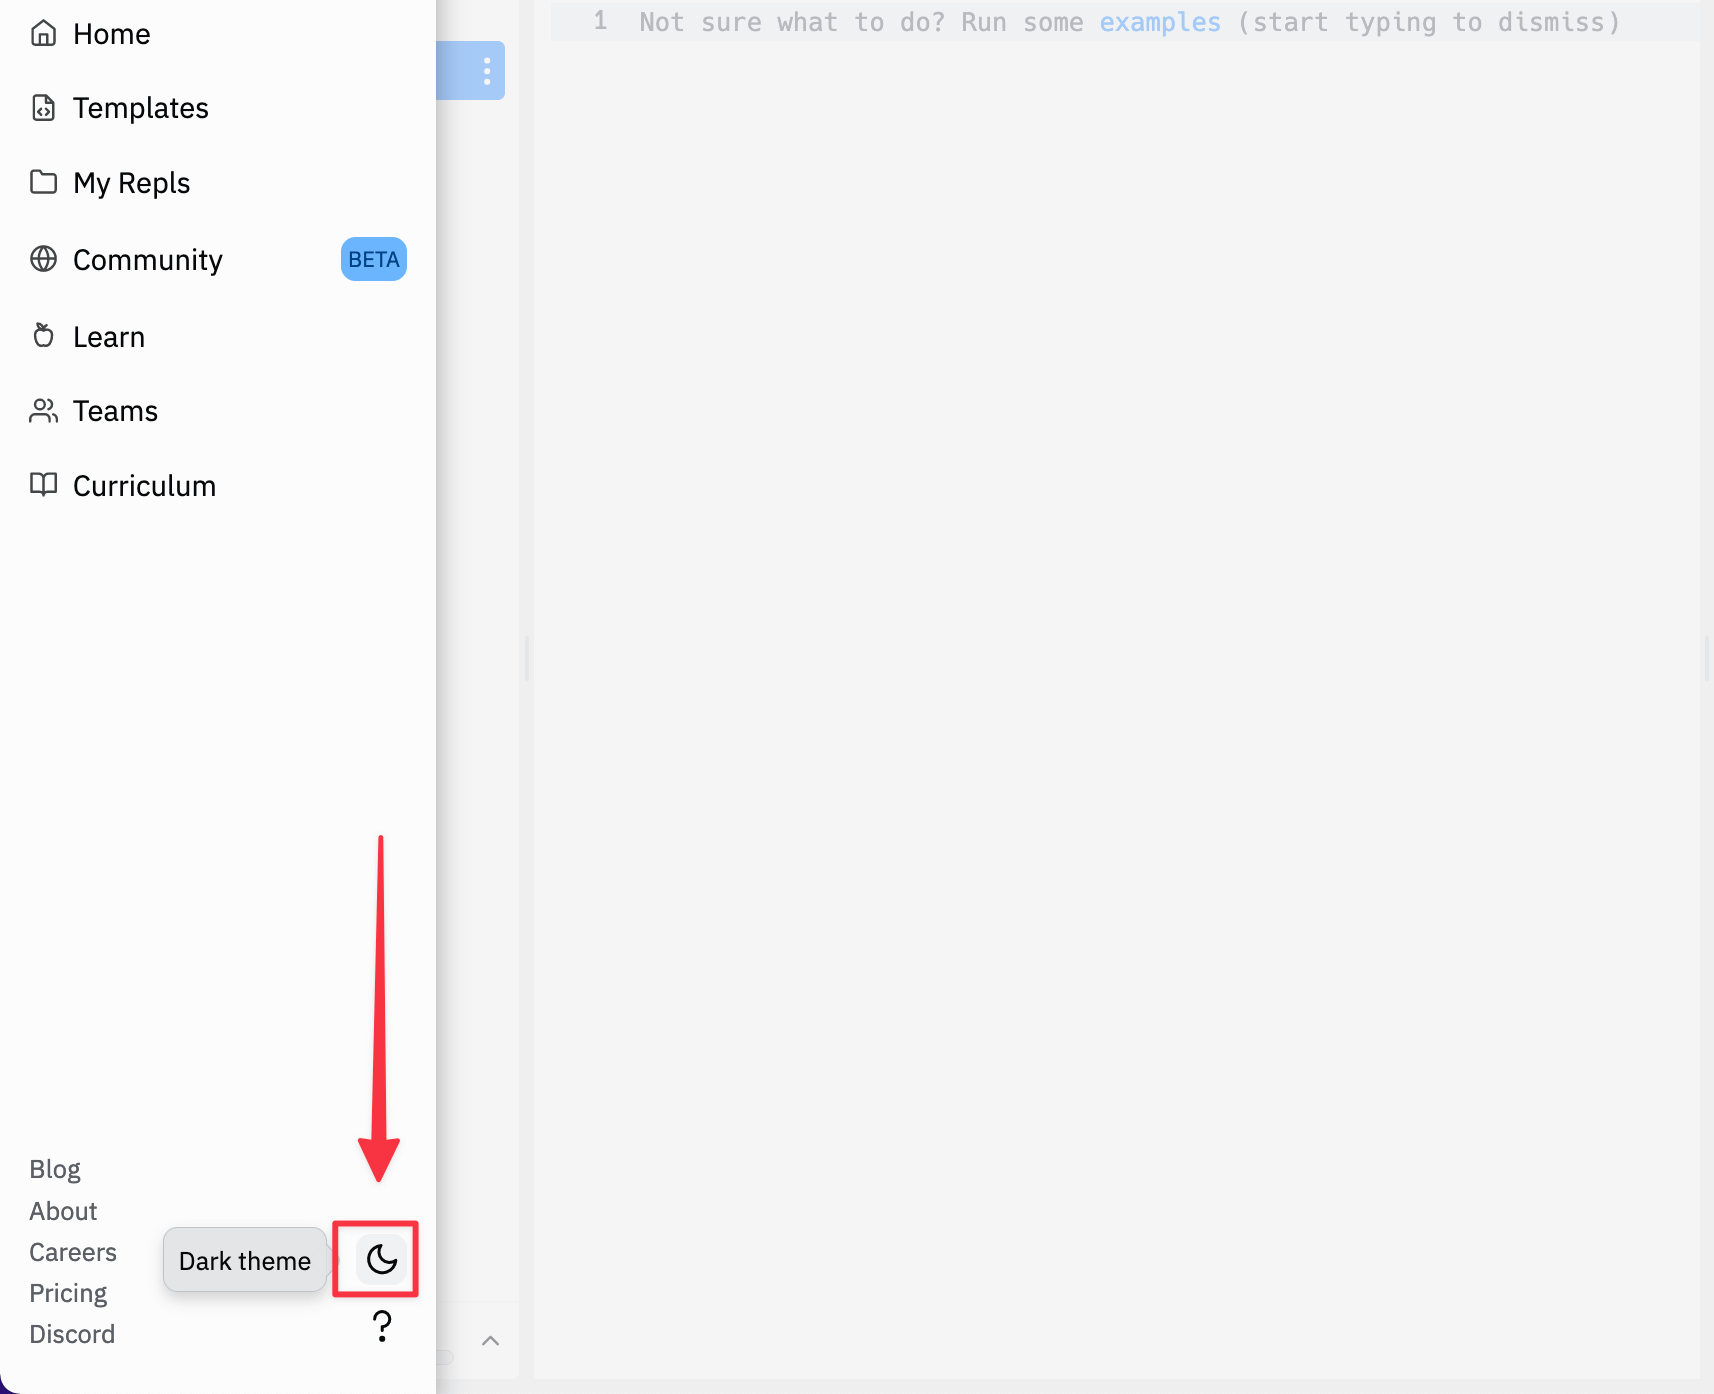 Home
Templates
My Repls
Community BETA
Learn
Teams
Curriculum
Blog
About
Careers
Pricing
Discord
Dark theme
?
1 Not sure what to do? Run some examples (start typing to dismiss)